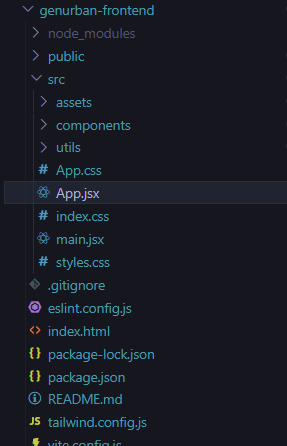 genurban-frontend
node_modules
public
src
assets
components
utils
# App.css
App.jsx
# index.css
main.jsx
# styles.css
.gitignore
eslint.config.js
<> index.html
{} package-lock.json
{} package.json
README.md
JS tailwind.config.js
vite.config.js